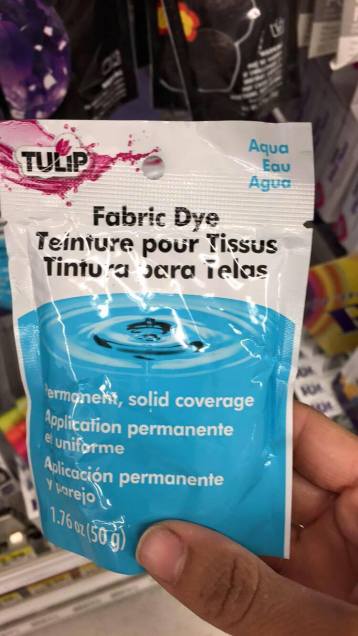 TULIP
Aqua
Eau
Agua
Fabric Dye
Teinture pour Tissus
Tintura para Telas
Permanent, solid coverage
Application permanente
et uniforme
Aplicación permanente
y parejo
1.76 oz (50 g)